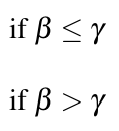 if β ≤ γ
if β > γ